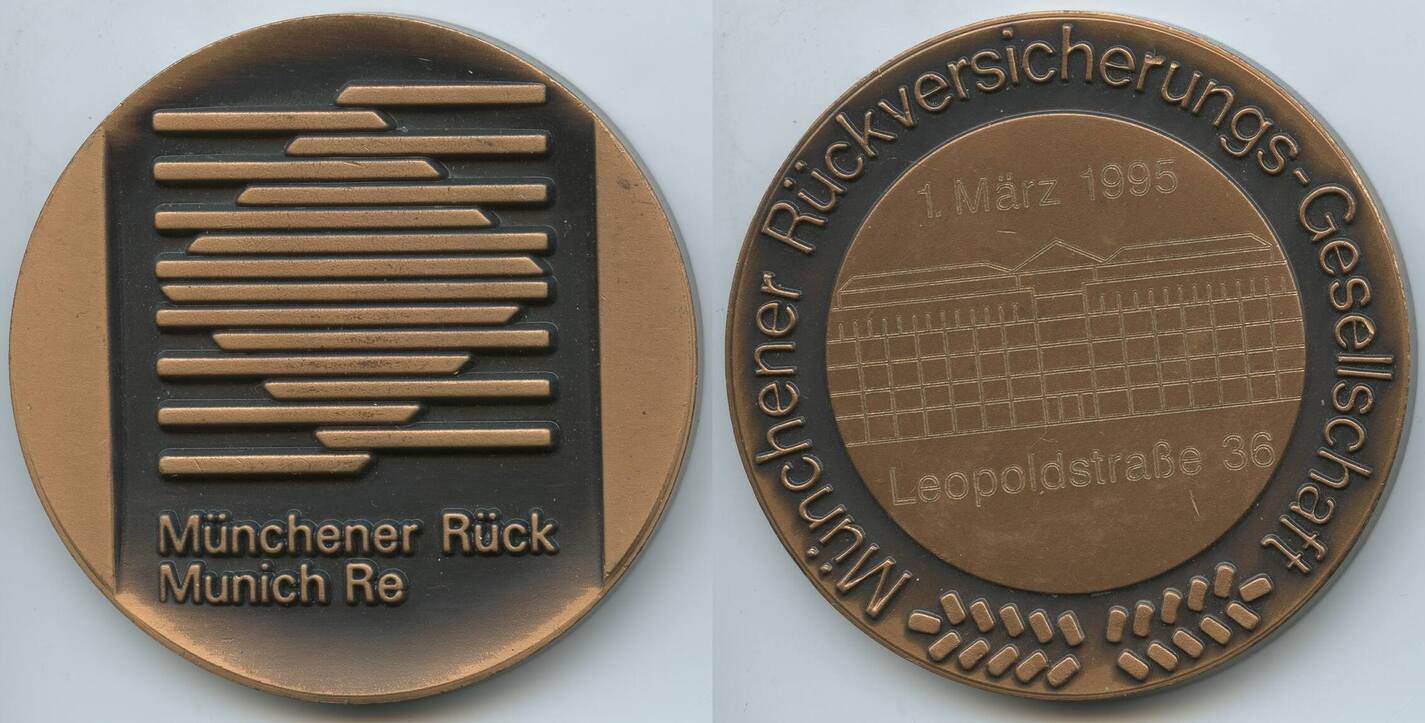 Münchener Rück
Munich Re
Münchener Rückversicherungs-Gesellschaft
1. März 1995
Leopoldstraße 36